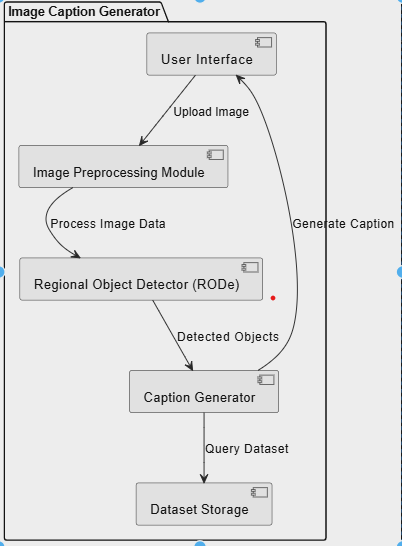 Image Caption Generator
User Interface
Upload Image
Image Preprocessing Module
Process Image Data
Generate Caption
Regional Object Detector (RODe)
Detected Objects
Caption Generator
Query Dataset
Dataset Storage